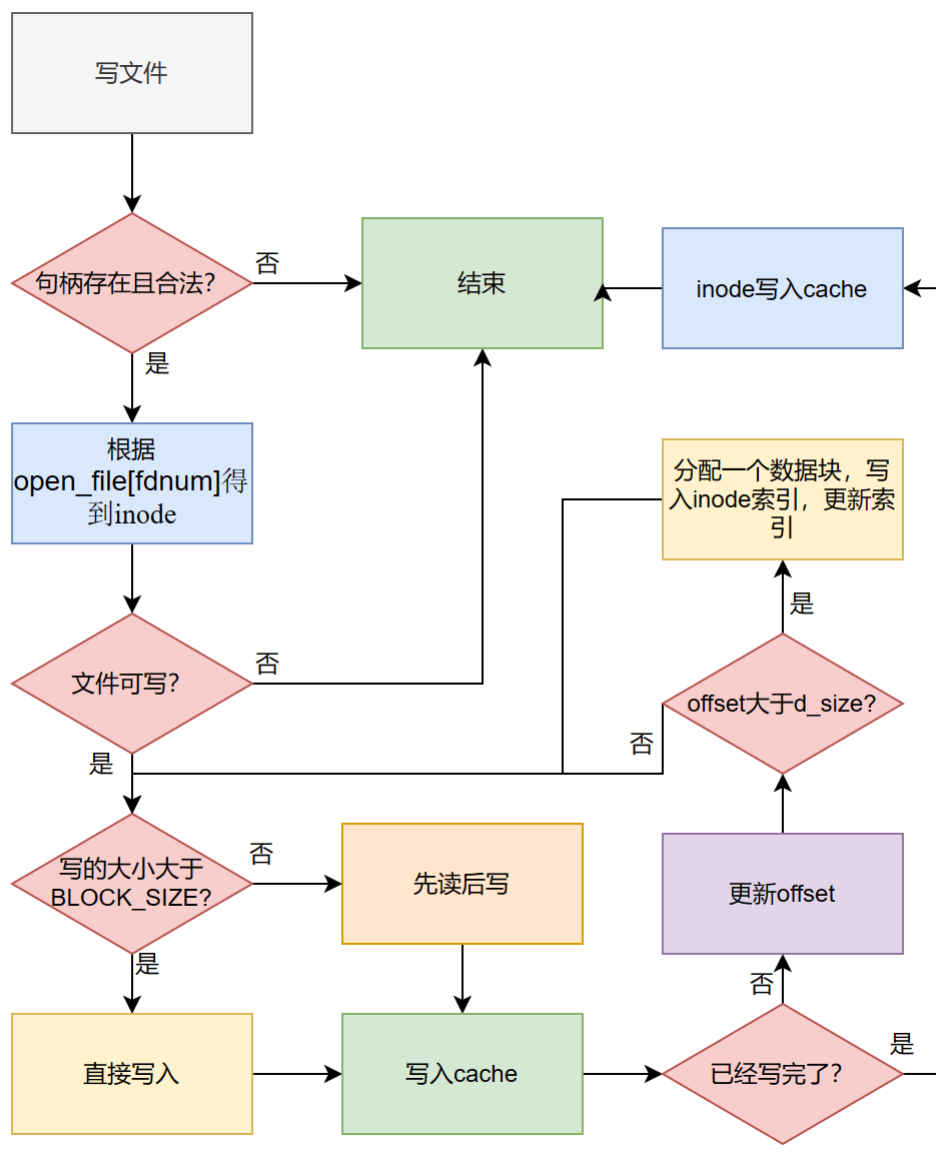 写文件
句柄存在且合法？
否
结束
inode写入cache
是
根据
open_file[fdnum]得
到inode
分配一个数据块，写
入inode索引，更新索
引
是
文件可写？
否
offset大于d_size?
否
是
写的大小大于
BLOCK_SIZE?
否
先读后写
更新offset
是
否
直接写入
写入cache
已经写完了？
是